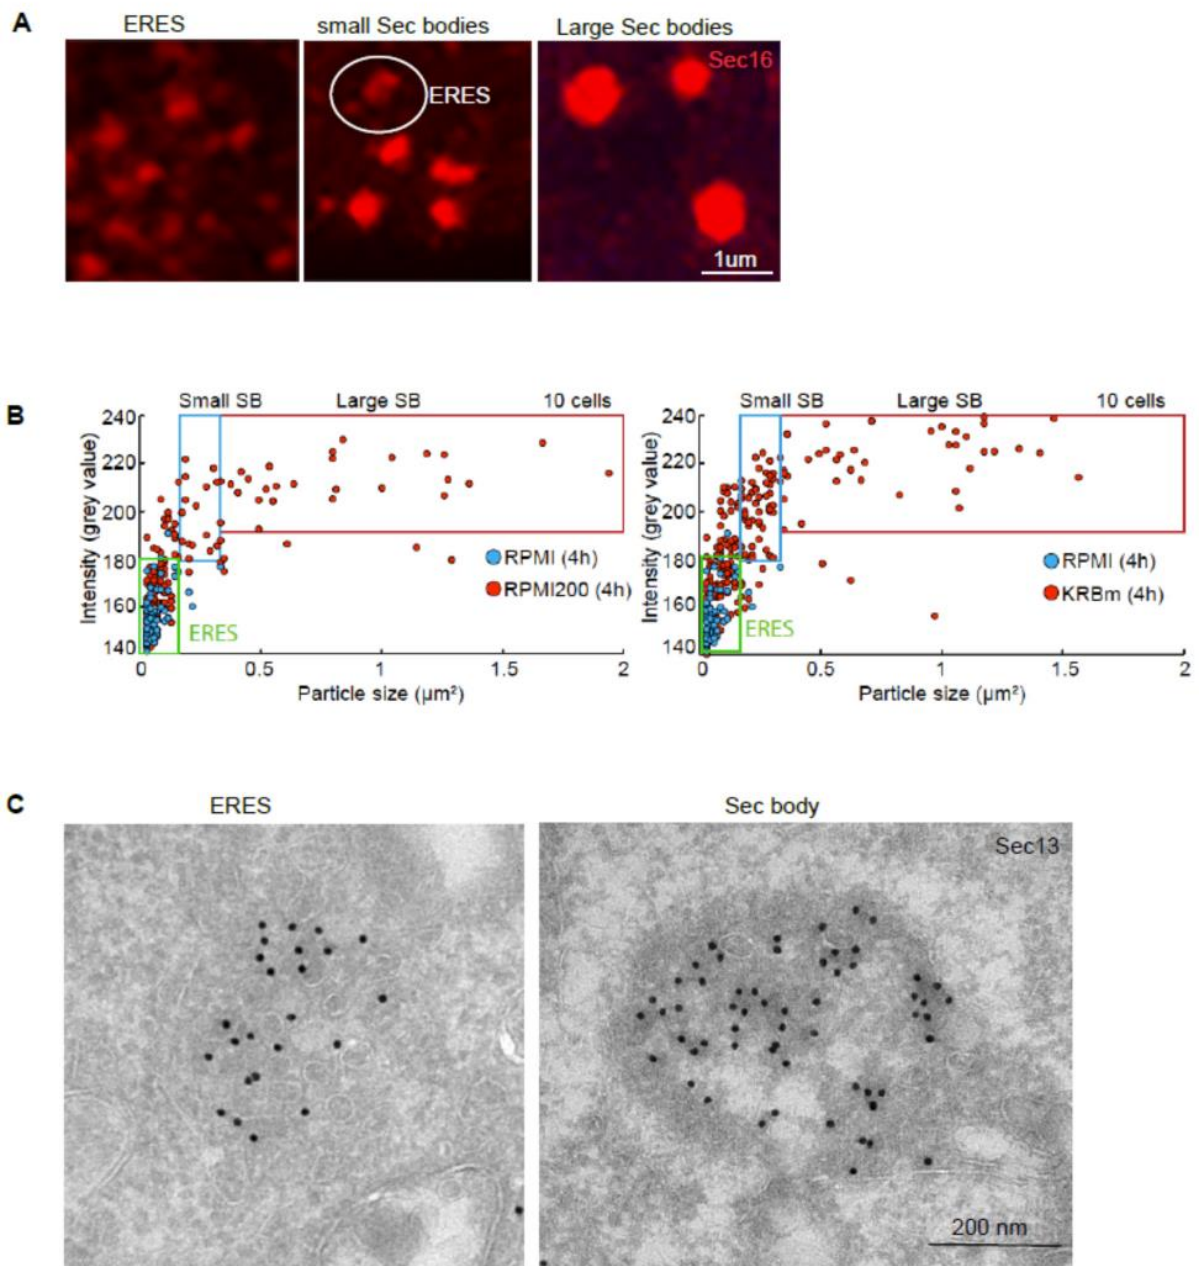 A
ERES
small Sec bodies
Large Sec bodies
Sec16
ERES
1um
B
Small SB
Large SB
10 cells
240
220
200
180
160
140
Intensity (grey value)
RPMI (4h)
RPMI200 (4h)
ERES
0
0.5
1
1.5
2
Particle size (µm²)
Small SB
Large SB
10 cells
240
220
200
180
160
140
Intensity (grey value)
RPMI (4h)
KRBm (4h)
ERES
0
0.5
1
1.5
2
Particle size (µm²)
C
ERES
Sec body
Sec13
200 nm